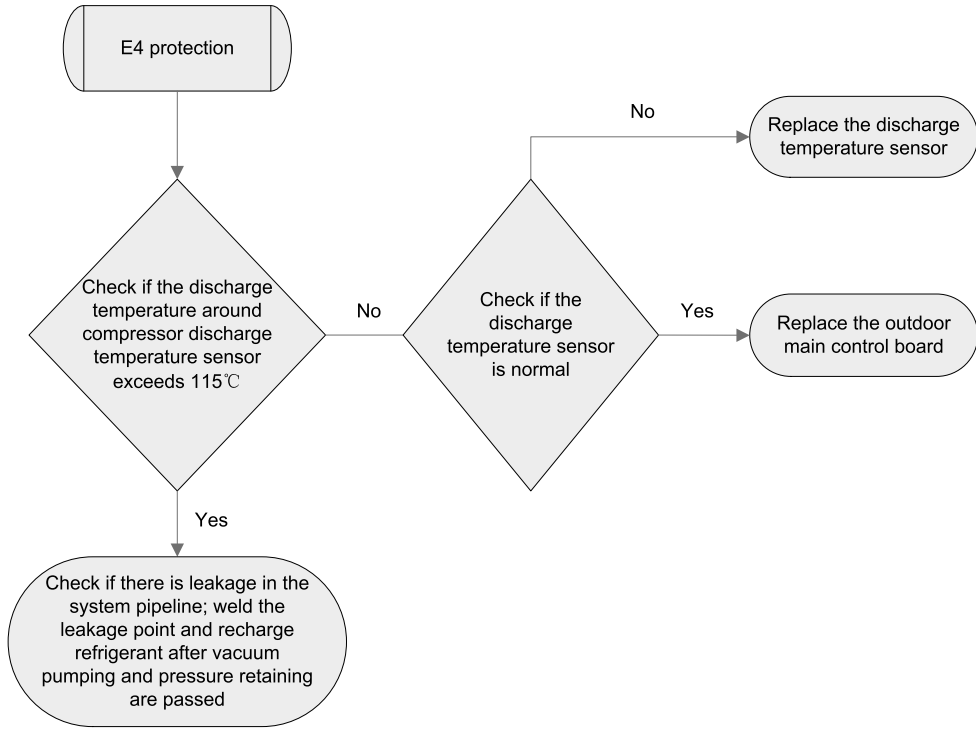 E4 protection
No
Replace the discharge
temperature sensor
Check if the discharge
temperature around
compressor discharge
temperature sensor
exceeds 115℃
No
Check if the
discharge
temperature sensor
is normal
Yes
Replace the outdoor
main control board
Yes
Check if there is leakage in the
system pipeline; weld the
leakage point and recharge
refrigerant after vacuum
pumping and pressure retaining
are passed